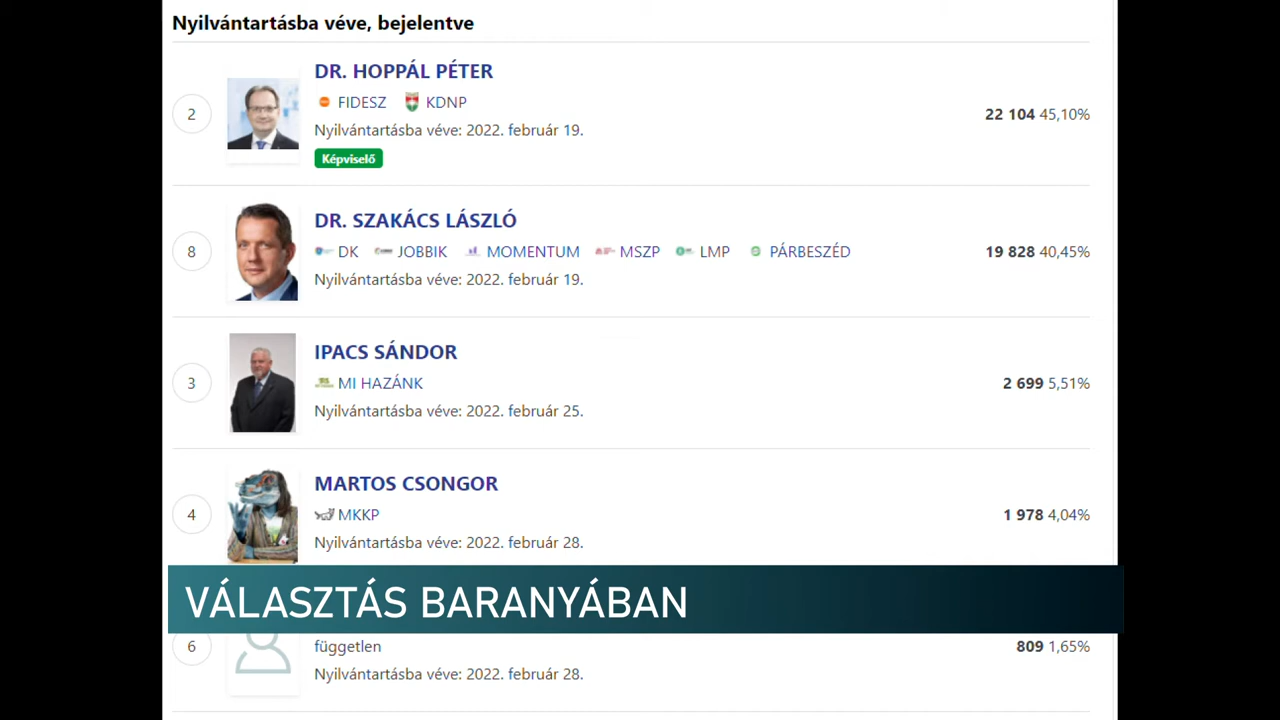 Nyilvántartásba véve, bejelentve
2
DR. HOPPÁL PÉTER
FIDESZ KDNP
Nyilvántartásba véve: 2022. február 19.
Képviselő
22 104 45,10%
8
DR. SZAKÁCS LÁSZLÓ
DK JOBBIK MOMENTUM MSZP LMP PÁRBESZÉD
Nyilvántartásba véve: 2022. február 19.
19 828 40,45%
3
IPACS SÁNDOR
MI HAZÁNK
Nyilvántartásba véve: 2022. február 25.
2 699 5,51%
4
MARTOS CSONGOR
MKKP
Nyilvántartásba véve: 2022. február 28.
1 978 4,04%
VÁLASZTÁS BARANYÁBAN
6
független
Nyilvántartásba véve: 2022. február 28.
809 1,65%